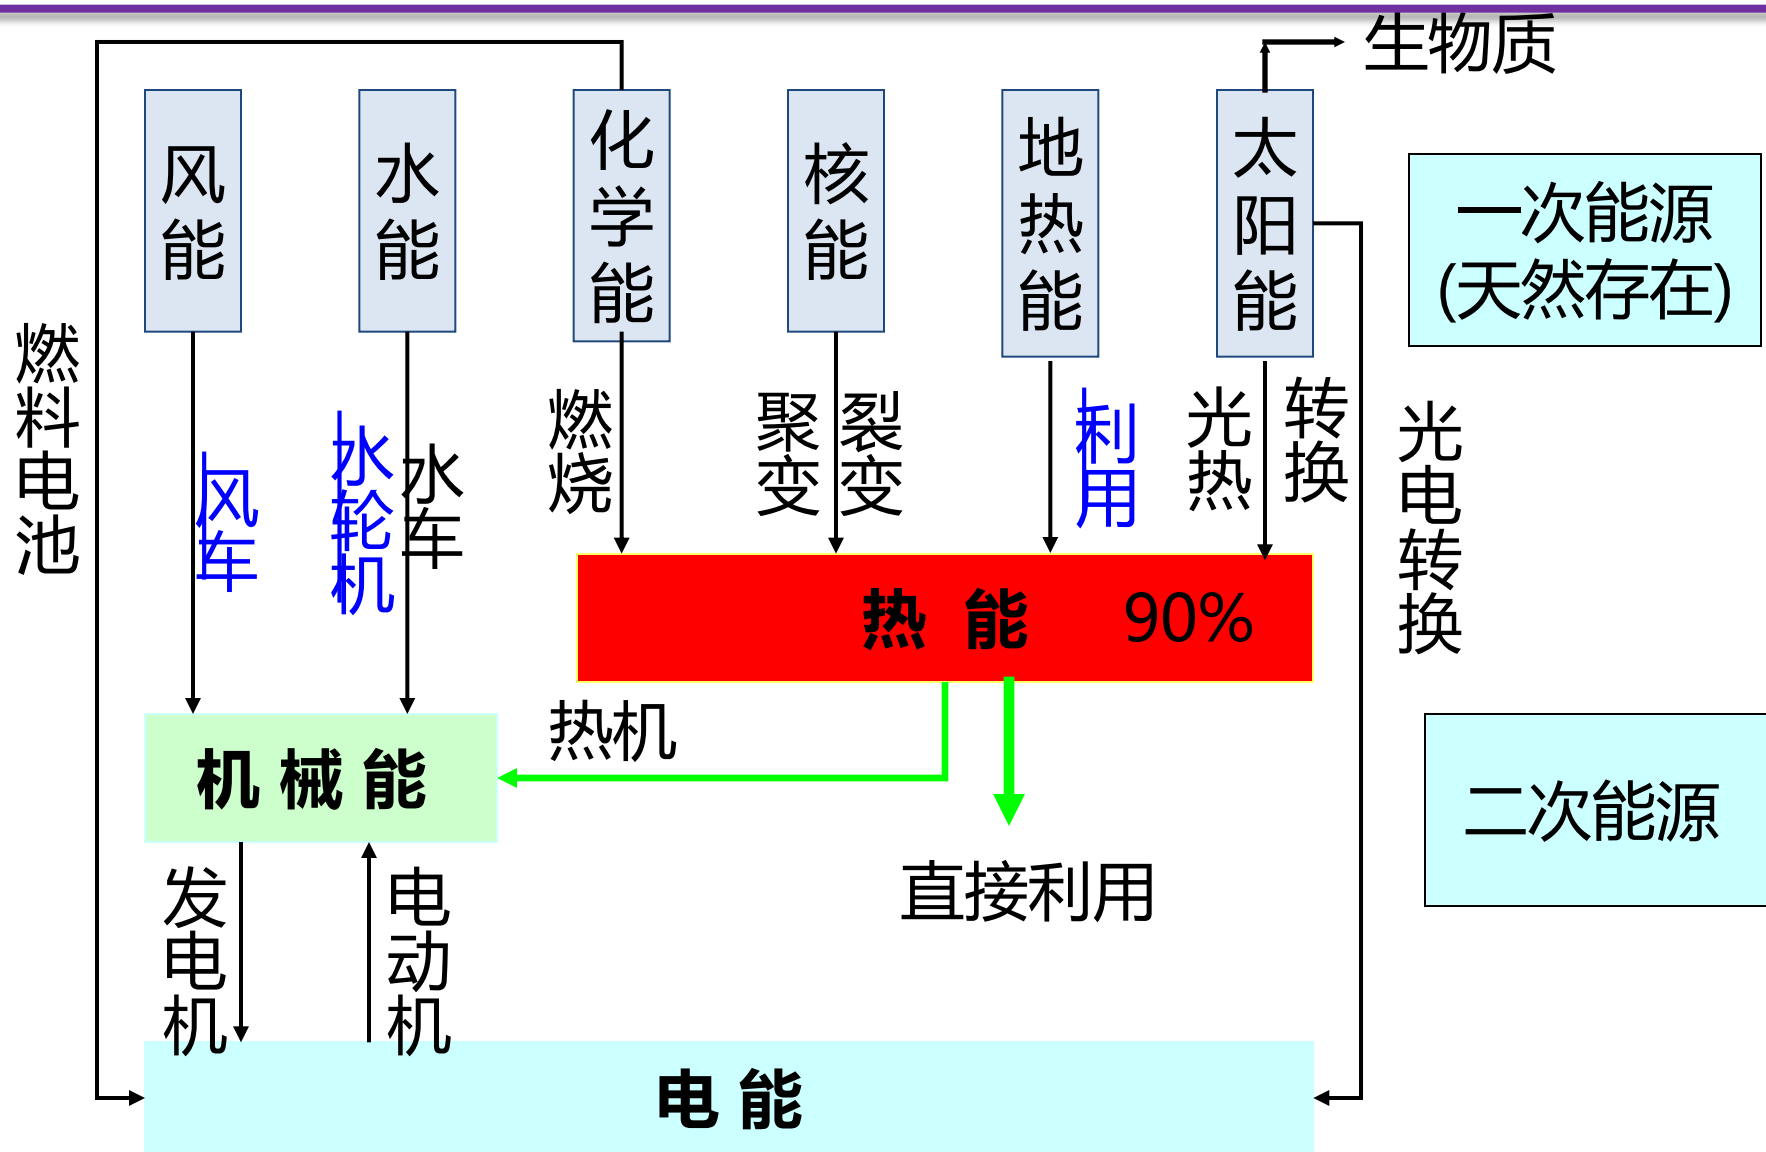 生物质
风能
水能
化学能
核能
地热能
太阳能
一次能源
(天然存在)
燃料电池
风车
水轮机
水车
燃烧
聚变
裂变
利用
光热
转换
光电转换
热 能 90%
热机
机 械 能
二次能源
直接利用
发电机
电动机
电 能